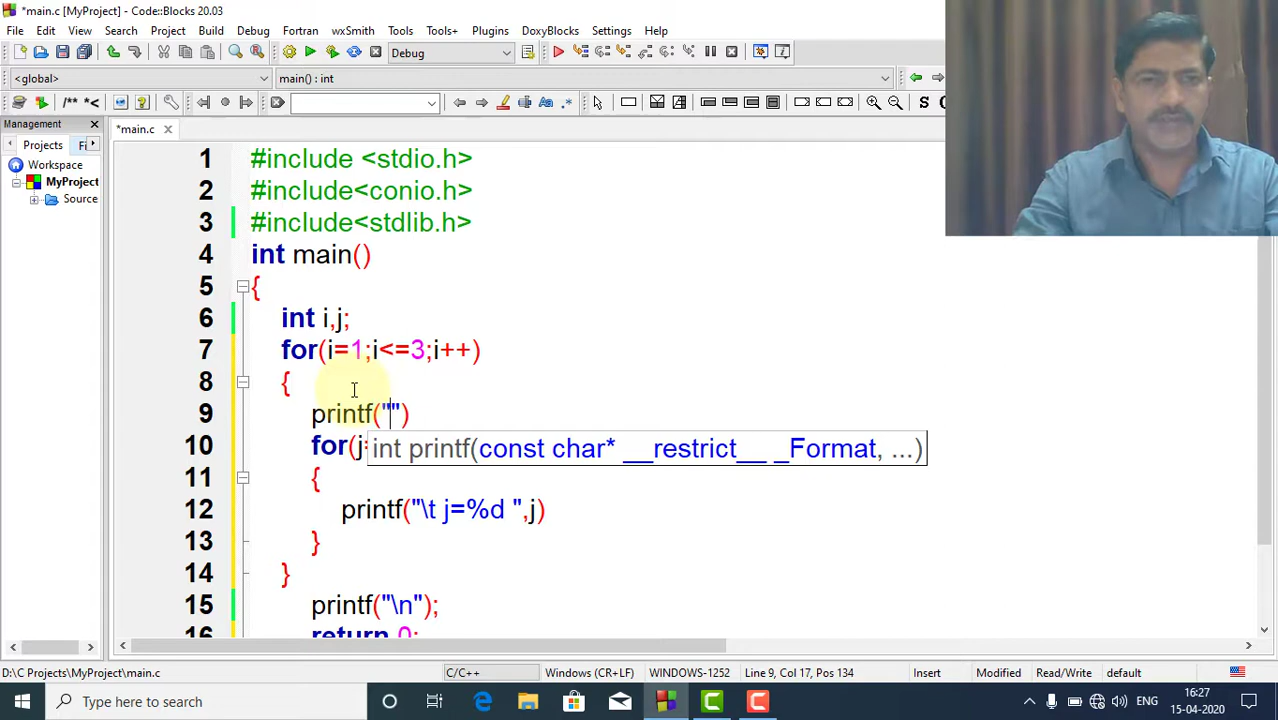 *main.c [MyProject] - Code::Blocks 20.03
File Edit View Search Project Build Debug Fortran wxSmith Tools Tools+ Plugins DoxyBlocks Settings Help
Debug
<global> main() : int
/** *<
Management
Projects Fi
Workspace
MyProject
Source
*main.c
1 #include <stdio.h>
2 #include<conio.h>
3 #include<stdlib.h>
4 int main()
5 {
6 int i,j;
7 for(i=1;i<=3;i++)
8 {
9 printf("")
10 for(j=
int printf(const char* __restrict__ _Format, ...)
11 {
12 printf("\t j=%d ",j)
13 }
14 }
15 printf("\n");
16 return 0;
D:\C Projects\MyProject\main.c C/C++ Windows (CR+LF) WINDOWS-1252 Line 9, Col 17, Pos 134 Insert Modified Read/Write default
Type here to search
ENG
16:27
15-04-2020